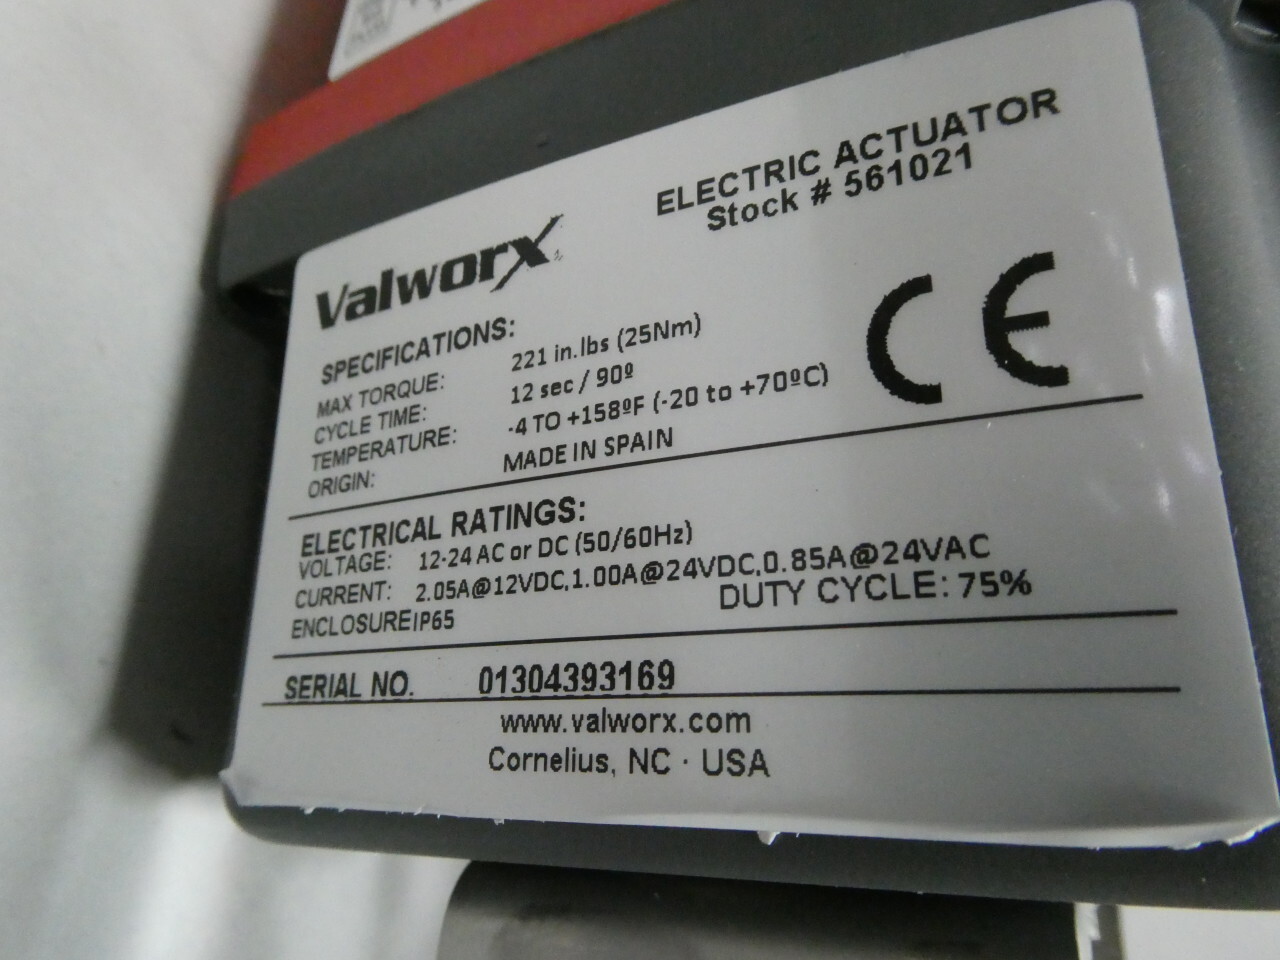 ELECTRIC ACTUATOR
Stock # 561021
Valworx
CE
SPECIFICATIONS:
MAX TORQUE: 221 in.lbs (25Nm)
CYCLE TIME: 12 sec / 90º
TEMPERATURE: -4 TO +158ºF (-20 to +70ºC)
ORIGIN: MADE IN SPAIN
ELECTRICAL RATINGS:
VOLTAGE: 12-24 AC or DC (50/60Hz)
CURRENT: 2.05A@12VDC,1.00A@24VDC,0.85A@24VAC
ENCLOSURE IP65 DUTY CYCLE: 75%
SERIAL NO. 01304393169
www.valworx.com
Cornelius, NC · USA